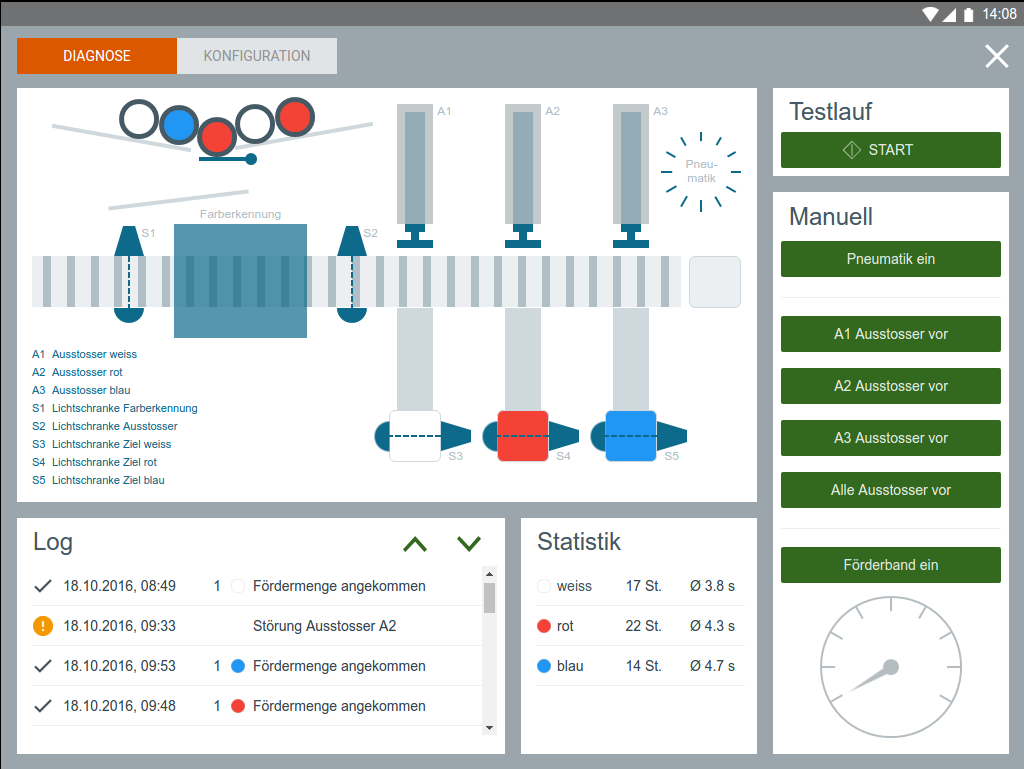 14:08
DIAGNOSE
KONFIGURATION
A1
A2
A3
Pneu-
matik
Farberkennung
S1
S2
A1 Ausstosser weiss
A2 Ausstosser rot
A3 Ausstosser blau
S1 Lichtschranke Farberkennung
S2 Lichtschranke Ausstosser
S3 Lichtschranke Ziel weiss
S4 Lichtschranke Ziel rot
S5 Lichtschranke Ziel blau
S3
S4
S5
Testlauf
START
Manuell
Pneumatik ein
A1 Ausstosser vor
A2 Ausstosser vor
A3 Ausstosser vor
Alle Ausstosser vor
Förderband ein
Log
18.10.2016, 08:49 1 Fördermenge angekommen
! 18.10.2016, 09:33 Störung Ausstosser A2
18.10.2016, 09:53 1 Fördermenge angekommen
18.10.2016, 09:48 1 Fördermenge angekommen
Statistik
weiss 17 St. Ø 3.8 s
rot 22 St. Ø 4.3 s
blau 14 St. Ø 4.7 s